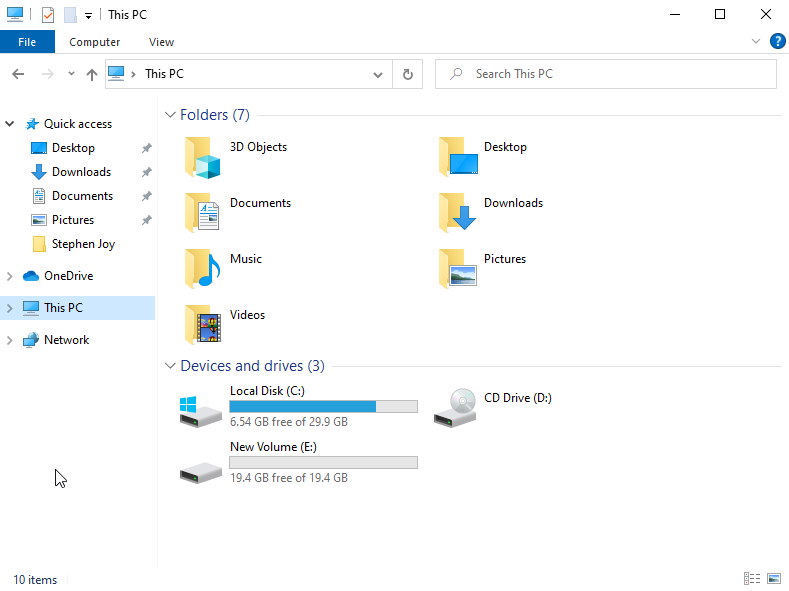 This PC
File Computer View
This PC
Search This PC
Quick access
Desktop
Downloads
Documents
Pictures
Stephen Joy
OneDrive
This PC
Network
Folders (7)
3D Objects
Desktop
Documents
Downloads
Music
Pictures
Videos
Devices and drives (3)
Local Disk (C:)
6.54 GB free of 29.9 GB
CD Drive (D:)
New Volume (E:)
19.4 GB free of 19.4 GB
10 items